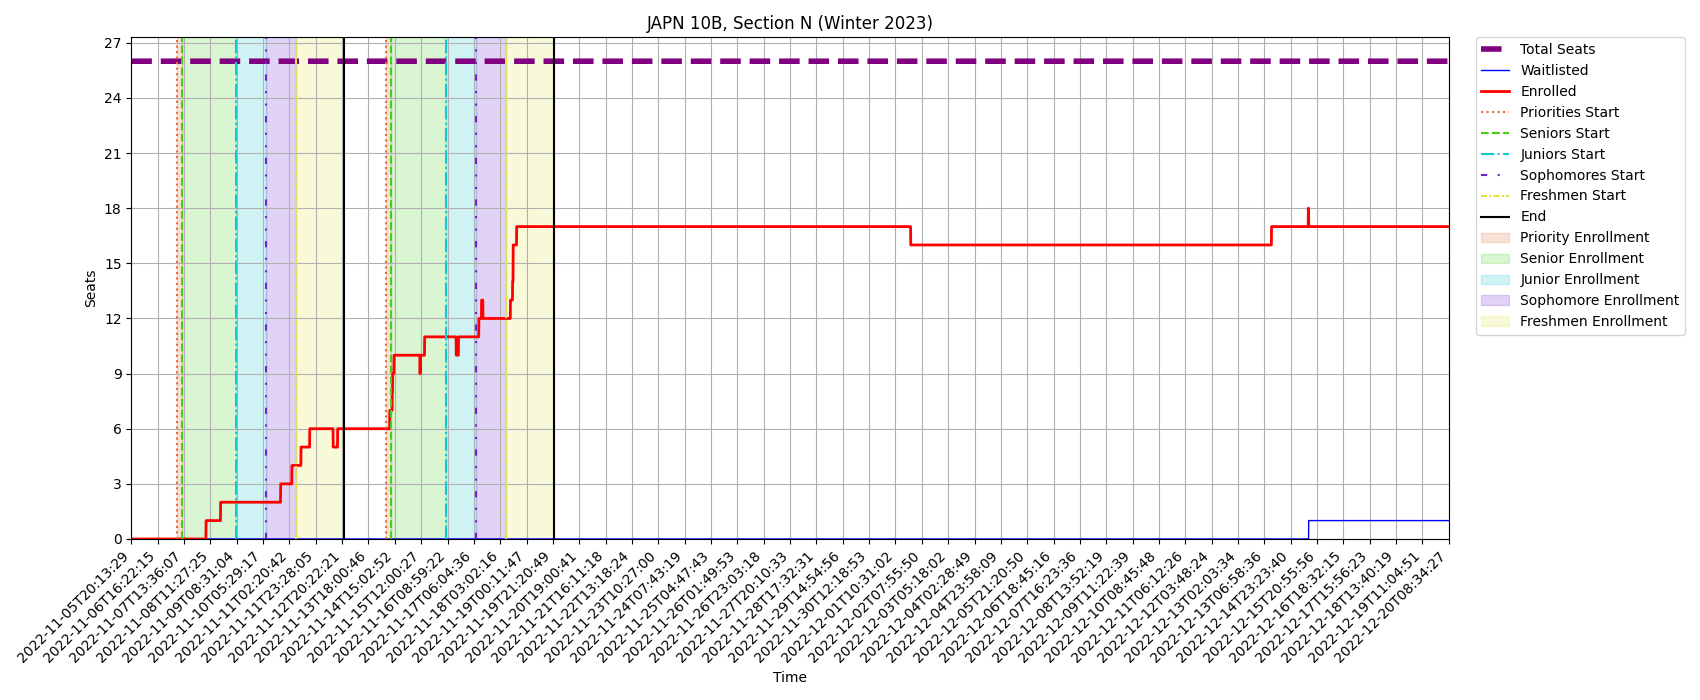 JAPN 10B, Section N (Winter 2023)
27
24
21
18
15
12
9
6
3
0
Seats
2022-11-05T20:13:29
2022-11-06T16:22:15
2022-11-07T13:36:07
2022-11-08T11:27:25
2022-11-09T08:31:04
2022-11-10T05:29:17
2022-11-11T02:20:42
2022-11-11T23:28:05
2022-11-12T20:22:21
2022-11-13T18:00:46
2022-11-14T15:02:52
2022-11-15T12:00:27
2022-11-16T08:59:22
2022-11-17T06:04:36
2022-11-18T03:02:16
2022-11-19T00:11:47
2022-11-19T21:20:49
2022-11-20T19:00:41
2022-11-21T16:11:18
2022-11-22T13:18:24
2022-11-23T10:27:00
2022-11-24T07:43:19
2022-11-25T04:47:43
2022-11-26T01:49:53
2022-11-26T23:03:18
2022-11-27T20:10:33
2022-11-28T17:32:31
2022-11-29T14:54:56
2022-11-30T12:18:53
2022-12-01T10:31:02
2022-12-02T07:55:50
2022-12-03T05:18:02
2022-12-04T02:28:49
2022-12-04T23:58:09
2022-12-05T21:20:50
2022-12-06T18:45:16
2022-12-07T16:23:36
2022-12-08T13:52:19
2022-12-09T11:22:39
2022-12-10T08:45:48
2022-12-11T06:12:26
2022-12-12T03:48:24
2022-12-13T02:03:34
2022-12-13T06:58:36
2022-12-14T23:23:40
2022-12-15T20:55:56
2022-12-16T18:32:15
2022-12-17T15:56:23
2022-12-18T13:40:19
2022-12-19T11:04:51
2022-12-20T08:34:27
Time
Total Seats
Waitlisted
Enrolled
Priorities Start
Seniors Start
Juniors Start
Sophomores Start
Freshmen Start
End
Priority Enrollment
Senior Enrollment
Junior Enrollment
Sophomore Enrollment
Freshmen Enrollment